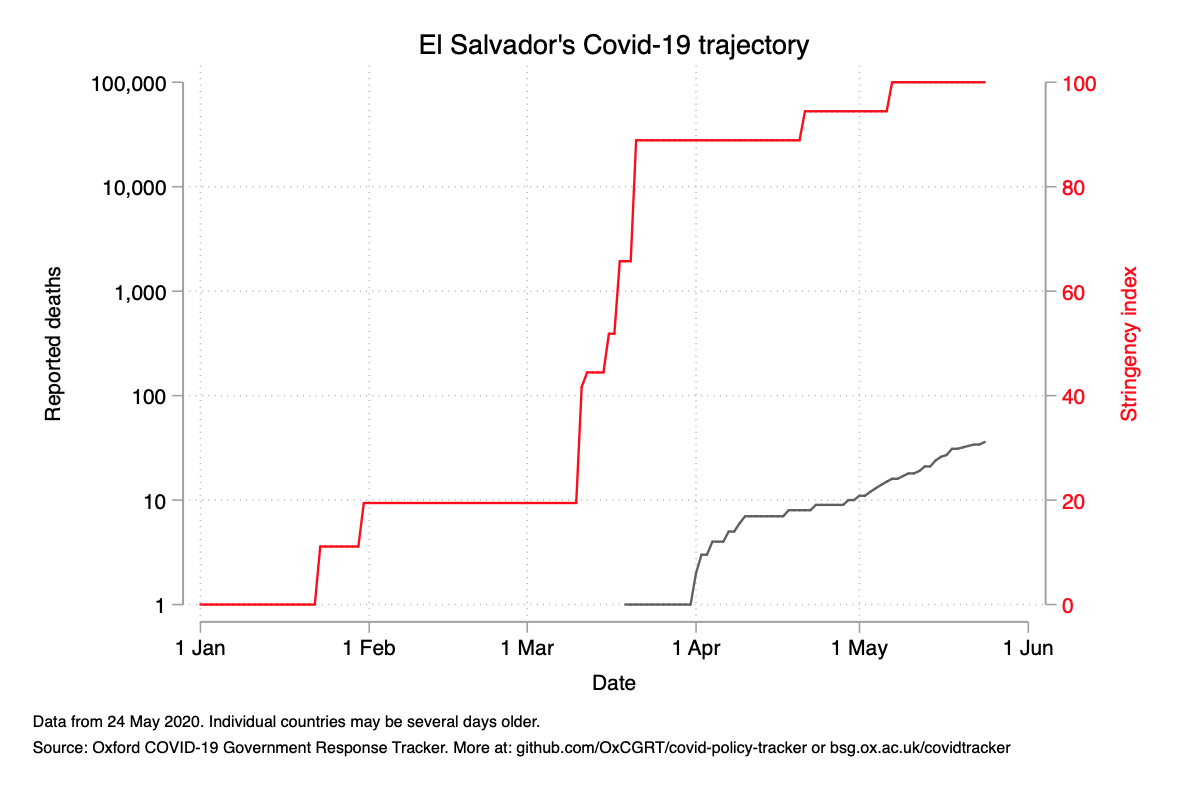 El Salvador's Covid-19 trajectory
100,000
10,000
1,000
100
10
1
Reported deaths
100
80
60
40
20
0
Stringency index
1 Jan
1 Feb
1 Mar
1 Apr
1 May
1 Jun
Date
Data from 24 May 2020. Individual countries may be several days older.
Source: Oxford COVID-19 Government Response Tracker. More at: github.com/OxCGRT/covid-policy-tracker or bsg.ox.ac.uk/covidtracker